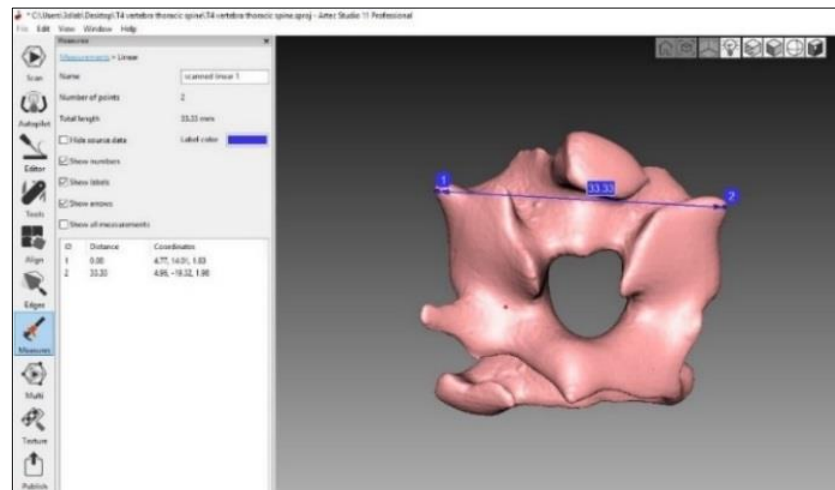 *C:\Users\Jolieb\Desktop\T4 vertebra thoracic spine\T4 vertebra thoracic spine.sproj - Artec Studio 11 Professional
File Edit View Window Help
Measures
Measurements > Linear
Name scanned linear 1
Number of points 2
Total length 33.33 mm
Hide source data Label color
Show numbers
Show labels
Show arrows
Show all measurements
ID Distance Coordinates
1 0.00 4.77, 14.01, 1.83
2 33.33 4.96, -19.32, 1.90
Scan
Autopilot
Editor
Tools
Align
Edges
Measures
Multi
Texture
Publish
1
33.33
2